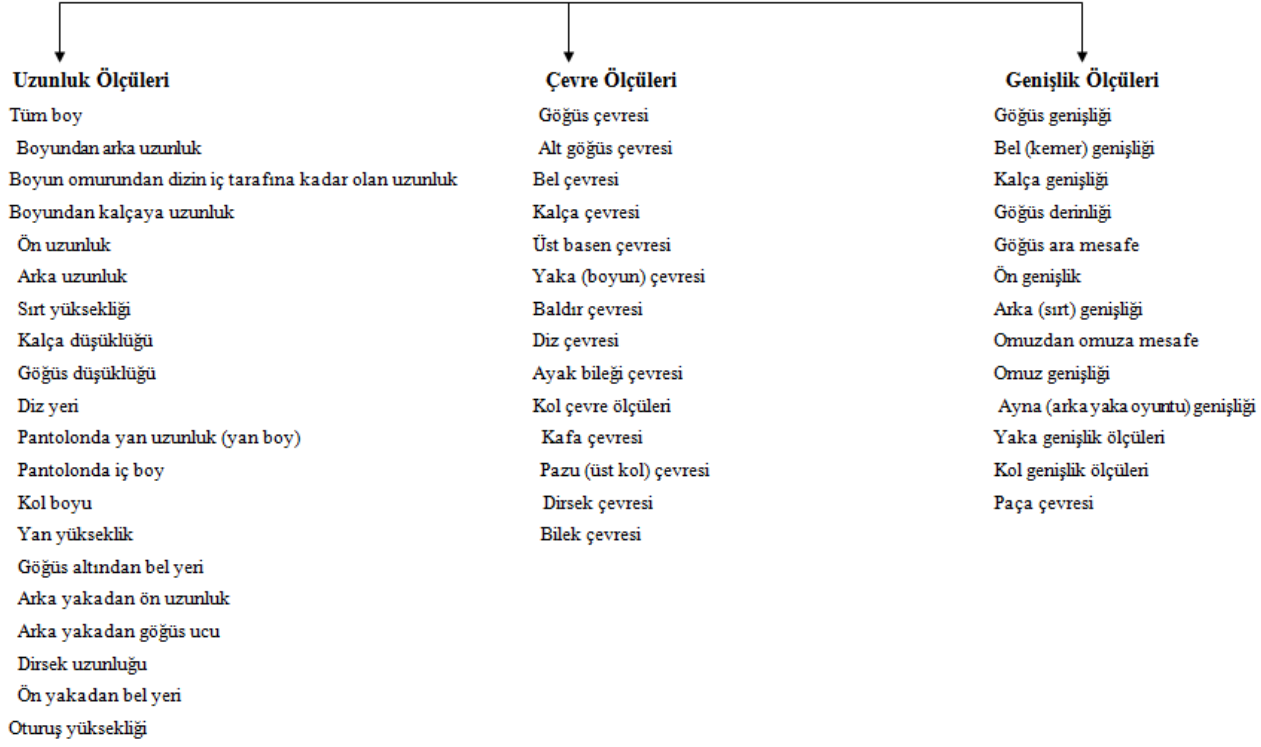 Uzunluk Ölçüleri
Tüm boy
Boyundan arka uzunluk
Boyun omurundan dizin iç tarafına kadar olan uzunluk
Boyundan kalçaya uzunluk
Ön uzunluk
Arka uzunluk
Sırt yüksekliği
Kalça düşüklüğü
Göğüs düşüklüğü
Diz yeri
Pantolonda yan uzunluk (yan boy)
Pantolonda iç boy
Kol boyu
Yan yükseklik
Göğüs altından bel yeri
Arka yakadan ön uzunluk
Arka yakadan göğüs ucu
Dirsek uzunluğu
Ön yakadan bel yeri
Oturuş yüksekliği
Çevre Ölçüleri
Göğüs çevresi
Alt göğüs çevresi
Bel çevresi
Kalça çevresi
Üst basen çevresi
Yaka (boyun) çevresi
Baldır çevresi
Diz çevresi
Ayak bileği çevresi
Kol çevre ölçüleri
Kafa çevresi
Pazu (üst kol) çevresi
Dirsek çevresi
Bilek çevresi
Genişlik Ölçüleri
Göğüs genişliği
Bel (kemer) genişliği
Kalça genişliği
Göğüs derinliği
Göğüs ara mesafe
Ön genişlik
Arka (sırt) genişliği
Omuzdan omuza mesafe
Omuz genişliği
Ayna (arka yaka oyuntu) genişliği
Yaka genişlik ölçüleri
Kol genişlik ölçüleri
Paça çevresi